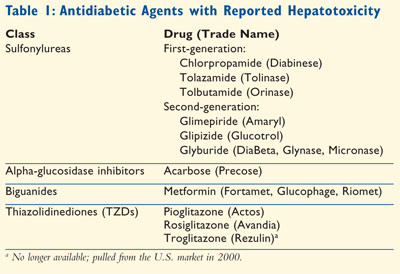 Table 1: Antidiabetic Agents with Reported Hepatotoxicity
Class Drug (Trade Name)
Sulfonylureas First-generation:
Chlorpropamide (Diabinese)
Tolazamide (Tolinase)
Tolbutamide (Orinase)
Second-generation:
Glimepiride (Amaryl)
Glipizide (Glucotrol)
Glyburide (DiaBeta, Glynase, Micronase)
Alpha-glucosidase inhibitors Acarbose (Precose)
Biguanides Metformin (Fortamet, Glucophage, Riomet)
Thiazolidinediones (TZDs) Pioglitazone (Actos)
Rosiglitazone (Avandia)
Troglitazone (Rezulin)a
a No longer available; pulled from the U.S. market in 2000.